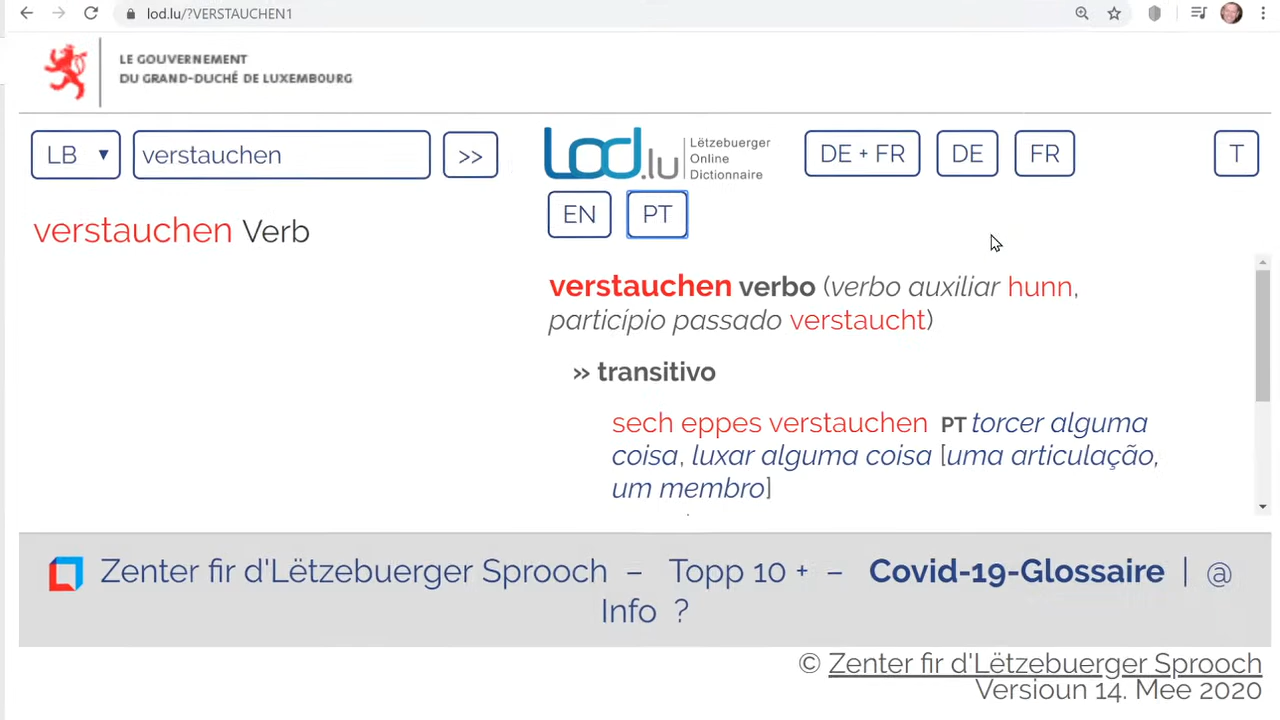 lod.lu/?VERSTAUCHEN1
LE GOUVERNEMENT
DU GRAND-DUCHÉ DE LUXEMBOURG
LB
verstauchen
>>
Lod.lu
Lëtzebuerger
Online
Dictionnaire
DE + FR
DE
FR
T
EN
PT
verstauchen Verb
verstauchen verbo (verbo auxiliar hunn,
particípio passado verstaucht)
» transitivo
sech eppes verstauchen PT torcer alguma
coisa, luxar alguma coisa [uma articulação,
um membro]
Zenter fir d'Lëtzebuerger Sprooch – Topp 10 + – Covid-19-Glossaire | @
Info ?
© Zenter fir d'Lëtzebuerger Sprooch
Versioun 14. Mee 2020